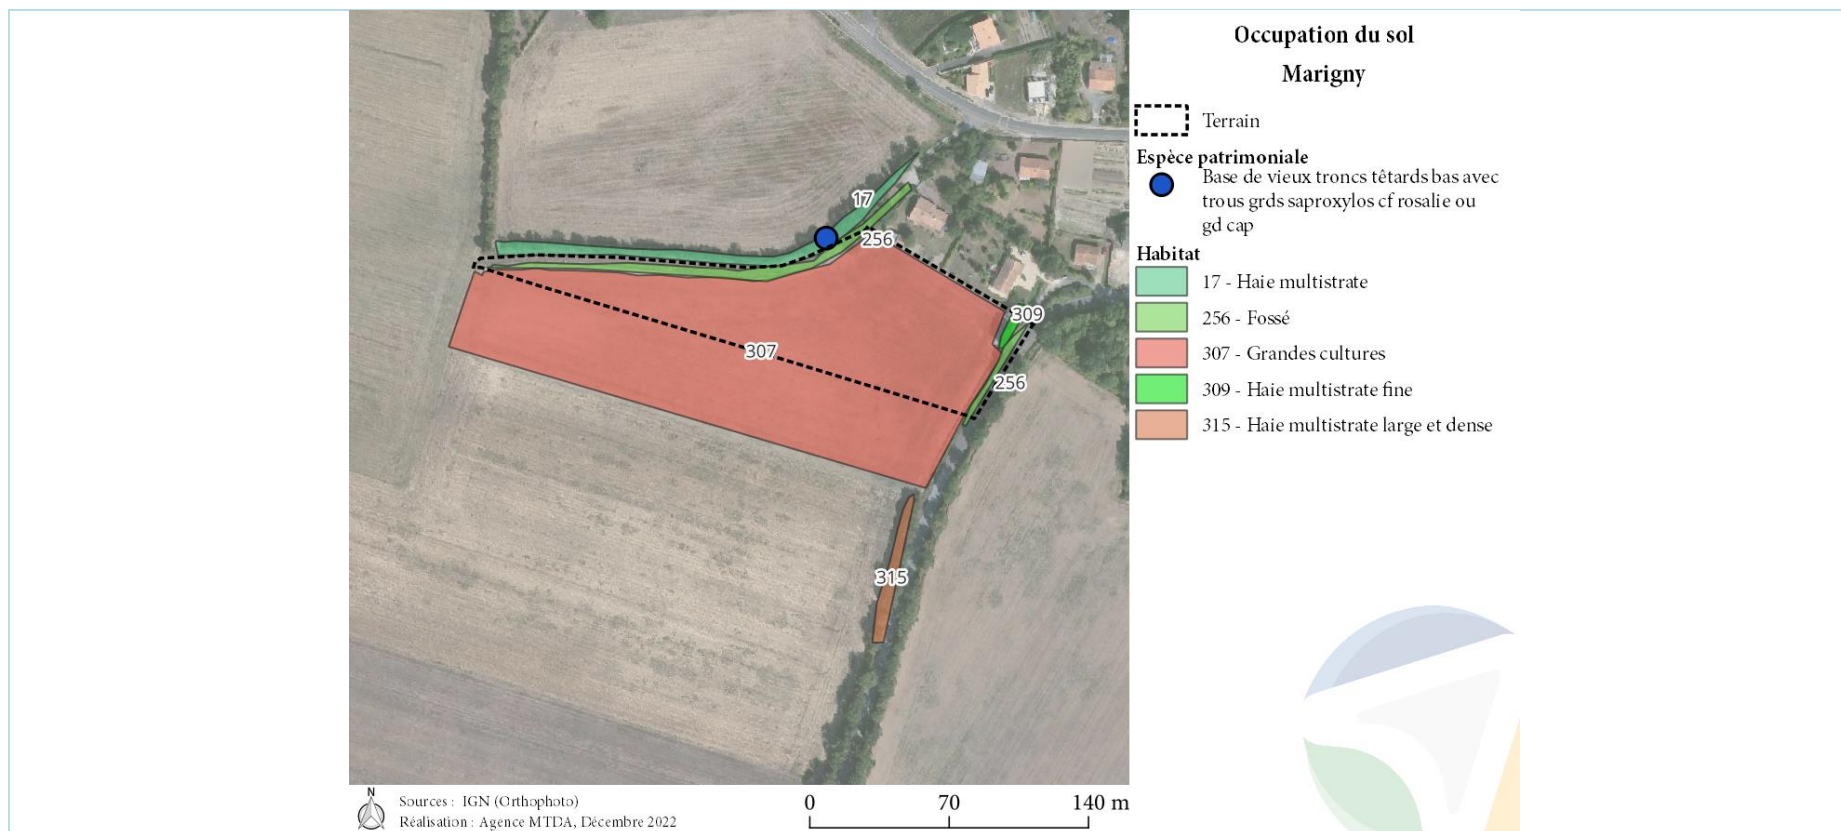 Occupation du sol
Marigny
Terrain
Espèce patrimoniale
Base de vieux troncs têtards bas avec
trous grds saproxylos cf rosalie ou
gd cap
Habitat
17 - Haie multistrate
256 - Fossé
307 - Grandes cultures
309 - Haie multistrate fine
315 - Haie multistrate large et dense
17
256
309
307
256
315
N
Sources : IGN (Orthophoto)
Réalisation : Agence MTDA, Décembre 2022
0 70 140 m